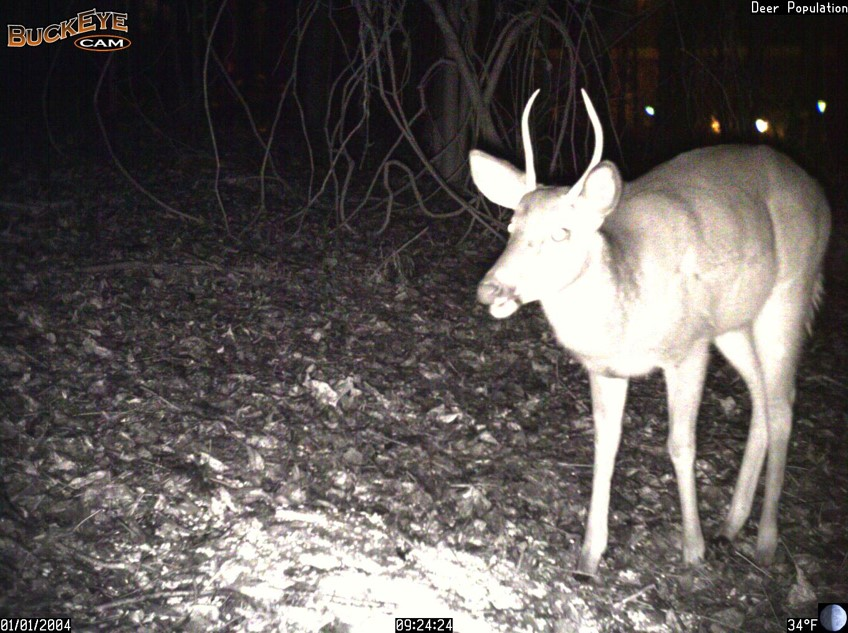 BUCKEYE
CAM
Deer Population
01/01/2004
09:24:24
34°F